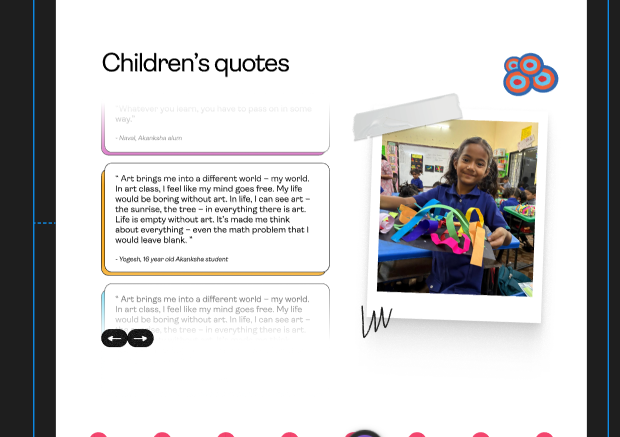 Children's quotes
"Whatever you learn, you have to pass on in some
way."
- Naval, Akanksha alum
" Art brings me into a different world – my world.
In art class, I feel like my mind goes free. My life
would be boring without art. In life, I can see art –
the sunrise, the tree – in everything there is art.
Life is empty without art. It's made me think
about everything – even the math problem that I
would leave blank. "
- Yogesh, 16 year old Akanksha student
" Art brings me into a different world – my world.
In art class, I feel like my mind goes free. My life
would be boring without art. In life, I can see art –
the tree – in everything there is art.